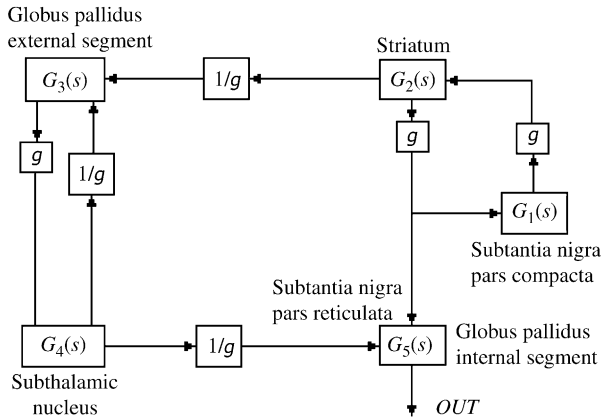 Globus pallidus
external segment
Striatum
G3(s)
1/g
G2(s)
g
g
g
1/g
G1(s)
Subtantia nigra
pars compacta
Subtantia nigra
pars reticulata
G4(s)
1/g
G5(s)
Globus pallidus
internal segment
Subthalamic
nucleus
OUT